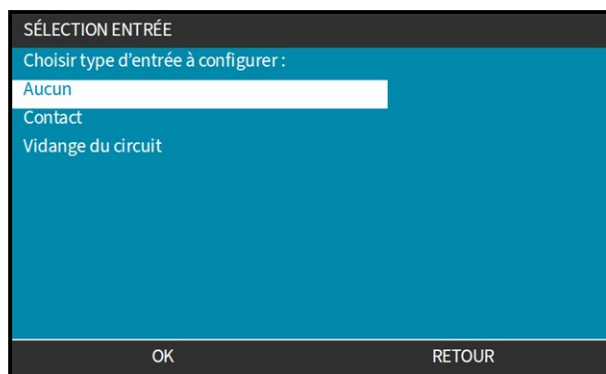 SÉLECTION ENTRÉE
Choisir type d’entrée à configurer :
Aucun
Contact
Vidange du circuit
OK RETOUR